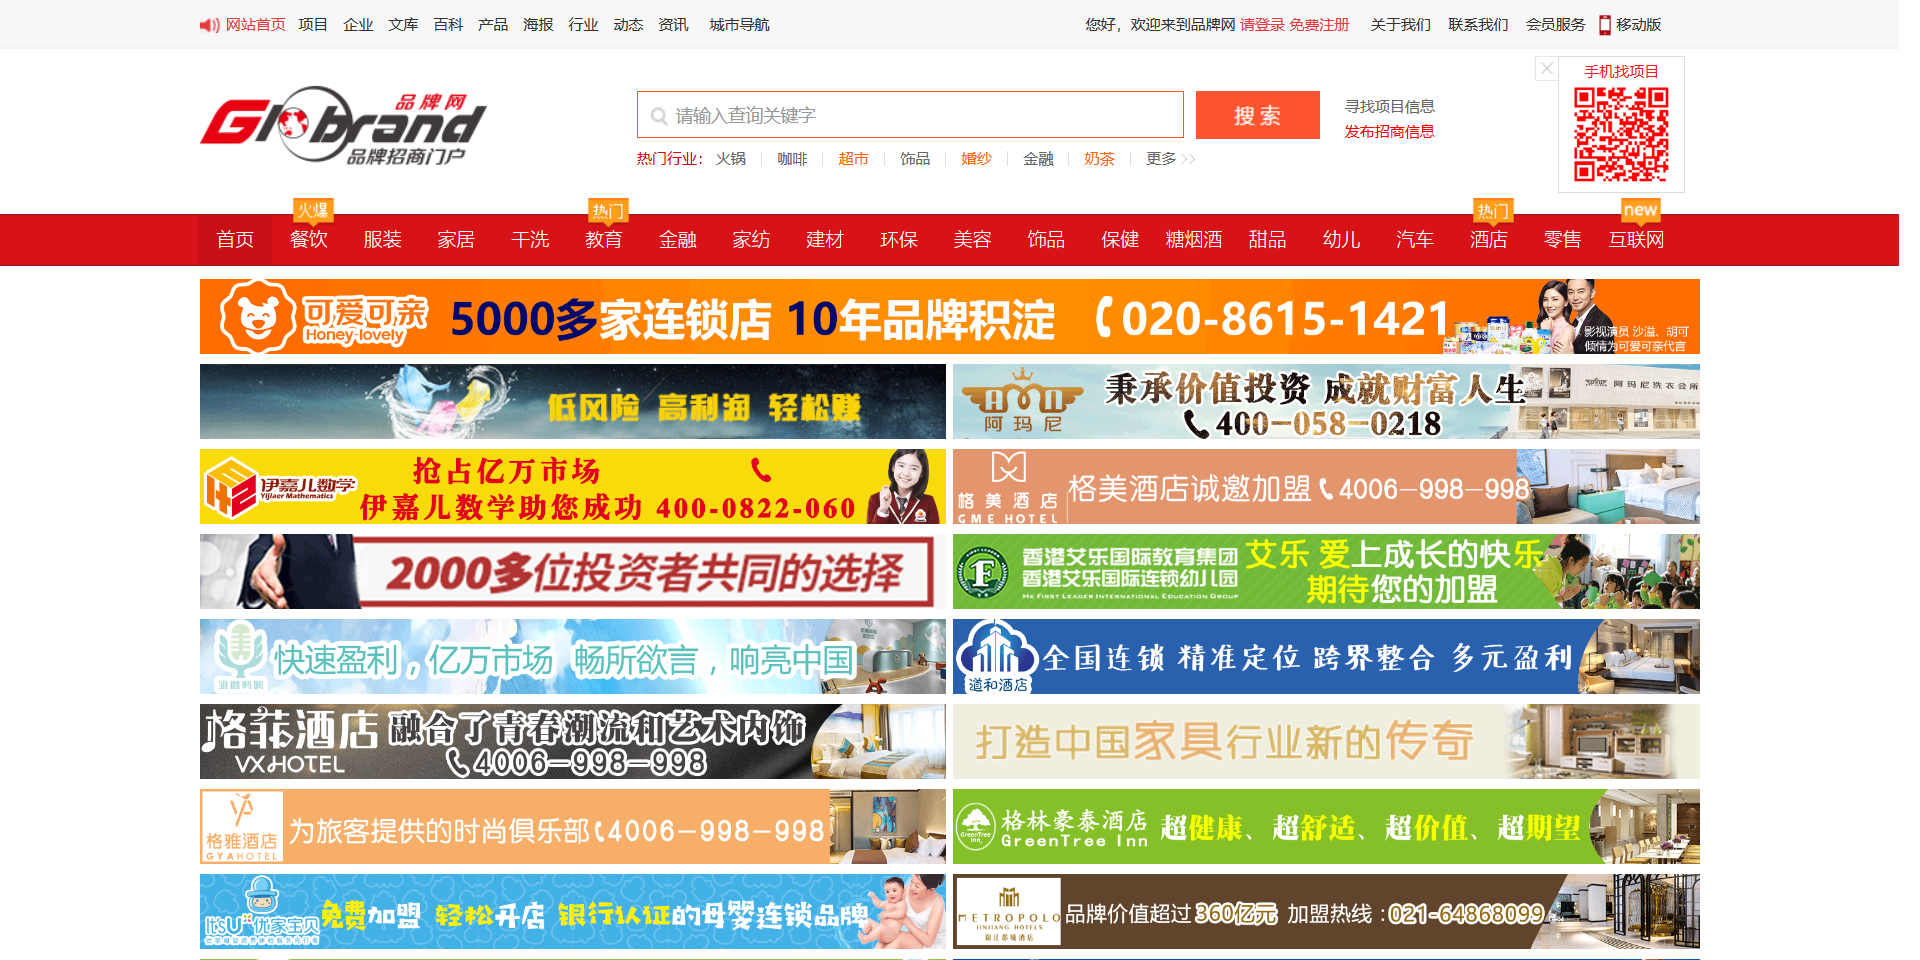 网站首页 项目 企业 文库 百科 产品 海报 行业 动态 资讯 城市导航
您好，欢迎来到品牌网 请登录 免费注册 关于我们 联系我们 会员服务 移动版
Globrand 品牌网
品牌招商门户
请输入查询关键字
搜索
寻找项目信息
发布招商信息
热门行业： 火锅 咖啡 超市 饰品 婚纱 金融 奶茶 更多 >>
手机找项目
火爆 热门 热门 new
首页 餐饮 服装 家居 干洗 教育 金融 家纺 建材 环保 美容 饰品 保健 糖烟酒 甜品 幼儿 汽车 酒店 零售 互联网
可爱可亲
Honey-lovely
5000多家连锁店 10年品牌积淀 020-8615-1421
影视演员 沙溢、胡可
倾情为可爱可亲代言
低风险 高利润 轻松赚
阿玛尼
秉承价值投资 成就财富人生
400-058-0218
阿玛尼洗衣会所
伊嘉儿数学
Yijiaer Mathematics
抢占亿万市场
伊嘉儿数学助您成功 400-0822-060
格美酒店
GME HOTEL
格美酒店诚邀加盟 4006-998-998
2000多位投资者共同的选择
香港艾乐国际教育集团
香港艾乐国际连锁幼儿园
HK FIRST LEADER INTERNATIONAL EDUCATION GROUP
艾乐 爱上成长的快乐
期待您的加盟
快速盈利，亿万市场 畅所欲言，响亮中国
道和酒店
全国连锁 精准定位 跨界整合 多元盈利
格菲酒店
VX HOTEL
融合了青春潮流和艺术内饰
4006-998-998
打造中国家具行业新的传奇
格雅酒店
GYAHOTEL
为旅客提供的时尚俱乐部 4006-998-998
GreenTree Inn
格林豪泰酒店
GreenTree Inn
超健康、超舒适、超价值、超期望
It'SU 优家宝贝
免费加盟 轻松开店 银行认证的母婴连锁品牌
METROPOLO
JINJIANG HOTELS
锦江都城酒店
品牌价值超过360亿元 加盟热线：021-64868099